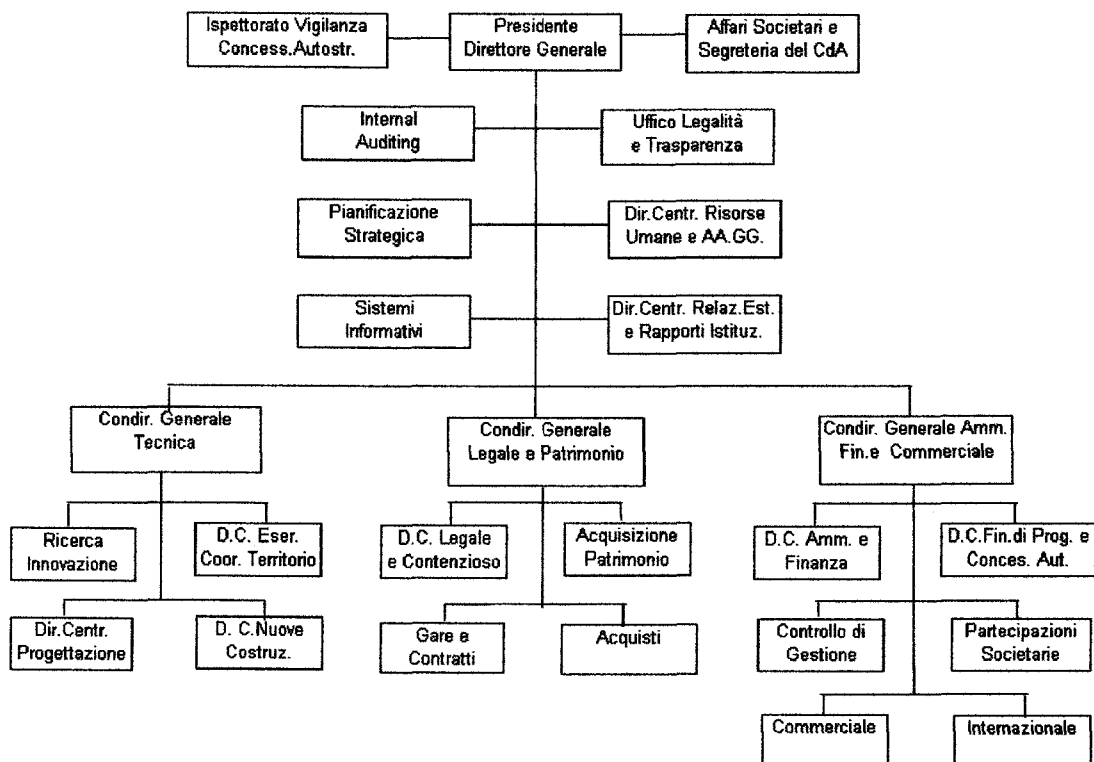 Ispettorato Vigilanza
Concess.Autostr.
Presidente
Direttore Generale
Affari Societari e
Segreteria del CdA
Internal
Auditing
Uffico Legalità
e Trasparenza
Pianificazione
Strategica
Dir.Centr. Risorse
Umane e AA.GG.
Sistemi
Informativi
Dir.Centr. Relaz.Est.
e Rapporti Istituz.
Condir. Generale
Tecnica
Condir. Generale
Legale e Patrimonio
Condir. Generale Amm.
Fin.e Commerciale
Ricerca
Innovazione
D.C. Eser.
Coor. Territorio
D.C. Legale
e Contenzioso
Acquisizione
Patrimonio
D.C. Amm. e
Finanza
D.C.Fin.di Prog. e
Conces. Aut.
Dir.Centr.
Progettazione
D. C.Nuove
Costruz.
Gare e
Contratti
Acquisti
Controllo di
Gestione
Partecipazioni
Societarie
Commerciale
Internazionale